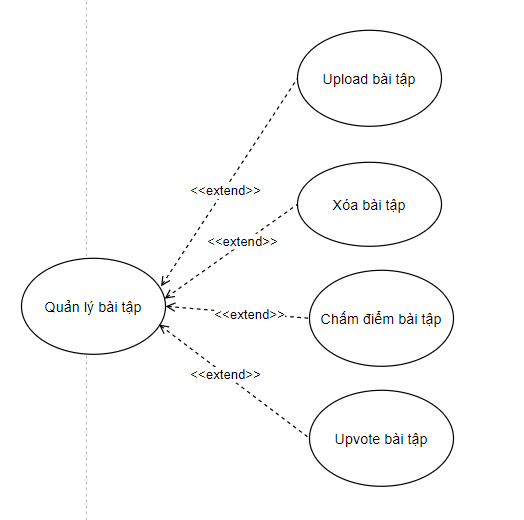 Upload bài tập
<<extend>>
Xóa bài tập
<<extend>>
Quản lý bài tập
<<extend>>
Chấm điểm bài tập
<<extend>>
Upvote bài tập